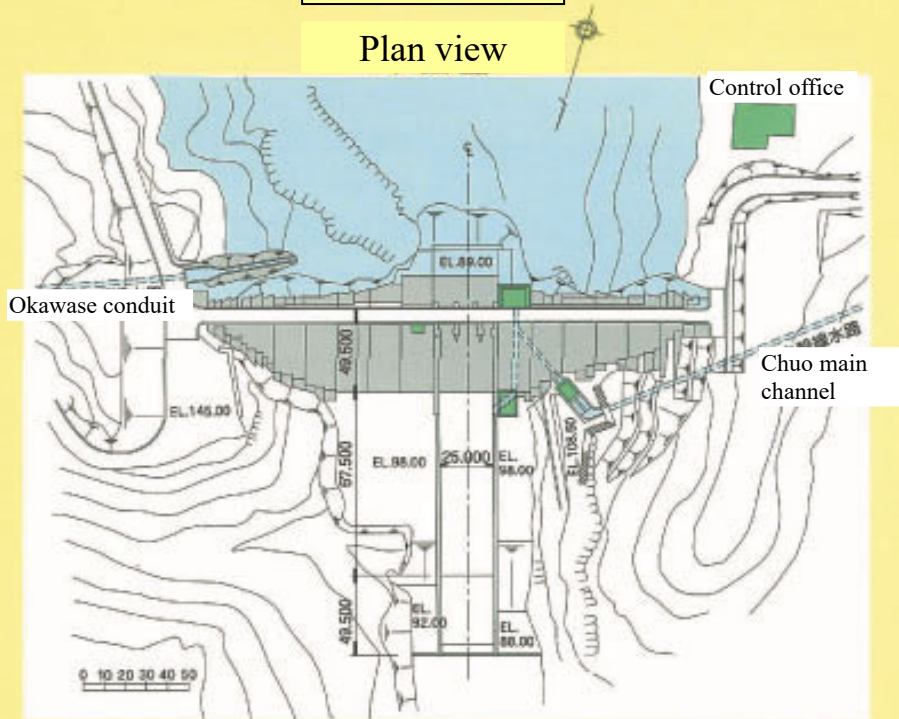 Plan view
Control office
℄
EL.89.00
Okawase conduit
49.500
Chuo main
channel
EL.145.00
EL.98.00
25.000
EL.
98.00
EL.108.60
67.500
EL.
92.00
EL.
88.00
49.500
0 10 20 30 40 50